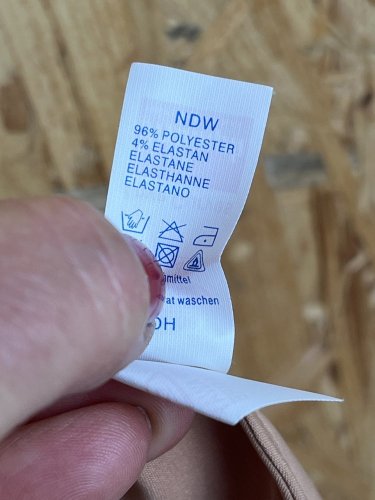 NDW
96% POLYESTER
4% ELASTAN
ELASTANE
ELASTHANNE
ELASTANO
mittel
at waschen